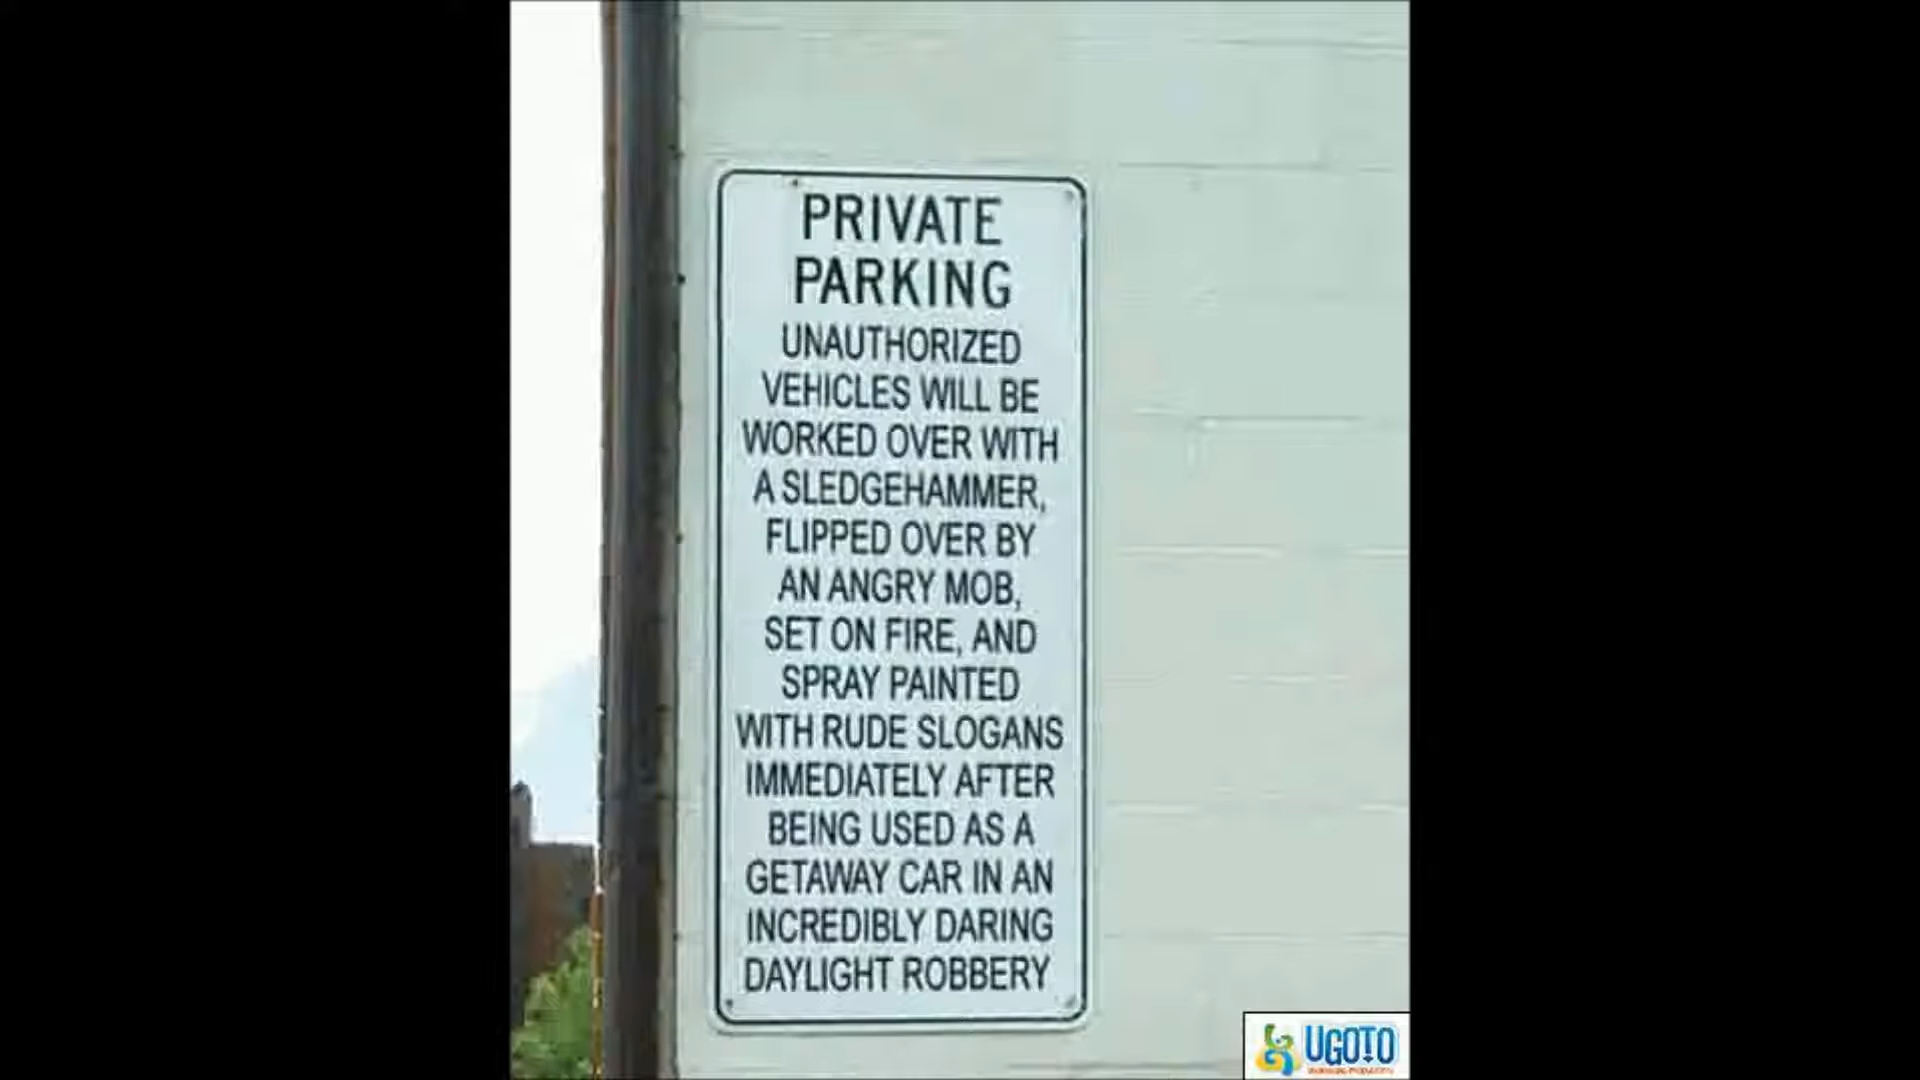 PRIVATE
PARKING
UNAUTHORIZED
VEHICLES WILL BE
WORKED OVER WITH
A SLEDGEHAMMER,
FLIPPED OVER BY
AN ANGRY MOB,
SET ON FIRE, AND
SPRAY PAINTED
WITH RUDE SLOGANS
IMMEDIATELY AFTER
BEING USED AS A
GETAWAY CAR IN AN
INCREDIBLY DARING
DAYLIGHT ROBBERY
UGOTO